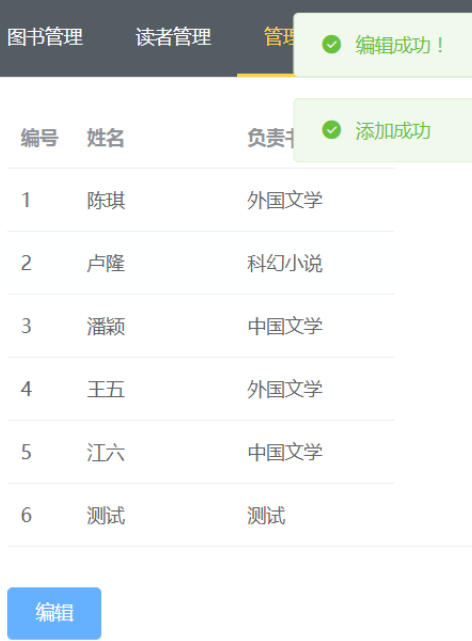 图书管理 读者管理 管理
编辑成功！
添加成功
编号 姓名 负责
1 陈琪 外国文学
2 卢隆 科幻小说
3 潘颖 中国文学
4 王五 外国文学
5 江六 中国文学
6 测试 测试
编辑